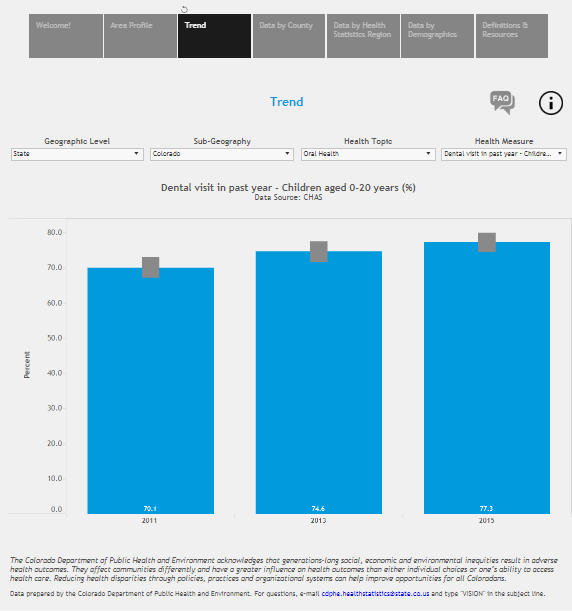 Welcome!
Area Profile
Trend
Data by County
Data by Health
Statistics Region
Data by
Demographics
Definitions &
Resources
Trend
FAQ
Geographic Level
Sub-Geography
Health Topic
Health Measure
State
Colorado
Oral Health
Dental visit in past year - Childre...
Dental visit in past year - Children aged 0-20 years (%)
Data Source: CHAS
80.0
70.0
60.0
50.0
40.0
30.0
20.0
10.0
0.0
Percent
70.1
74.6
77.3
2011
2013
2015
The Colorado Department of Public Health and Environment acknowledges that generations-long social, economic and environmental inequities result in adverse
health outcomes. They affect communities differently and have a greater influence on health outcomes than either individual choices or one's ability to access
health care. Reducing health disparities through policies, practices and organizational systems can help improve opportunities for all Coloradans.
Data prepared by the Colorado Department of Public Health and Environment. For questions, e-mail cdphe.healthstatistics@state.co.us and type "VISION" in the subject line.